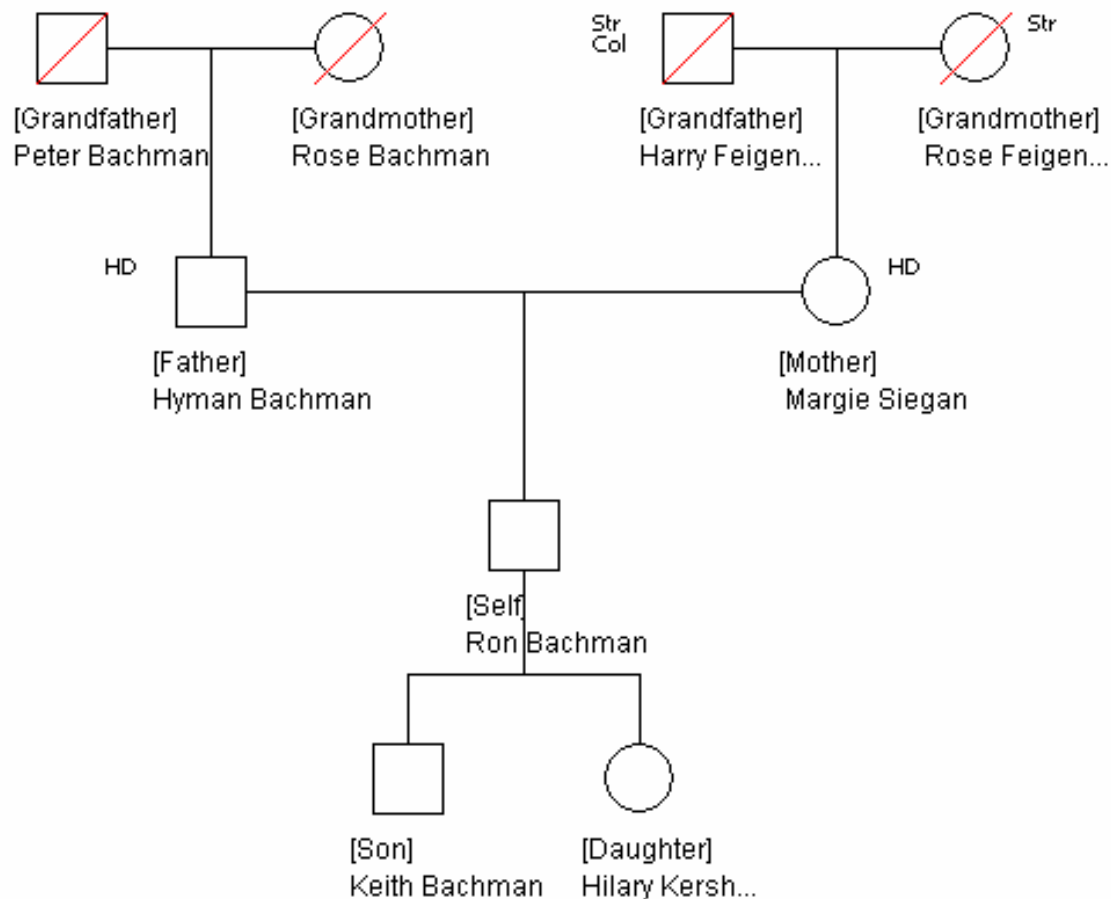 Str
Col
Str
[Grandfather]
Peter Bachman
[Grandmother]
Rose Bachman
[Grandfather]
Harry Feigen...
[Grandmother]
Rose Feigen...
HD
HD
[Father]
Hyman Bachman
[Mother]
Margie Siegan
[Self]
Ron Bachman
[Son]
Keith Bachman
[Daughter]
Hilary Kersh...